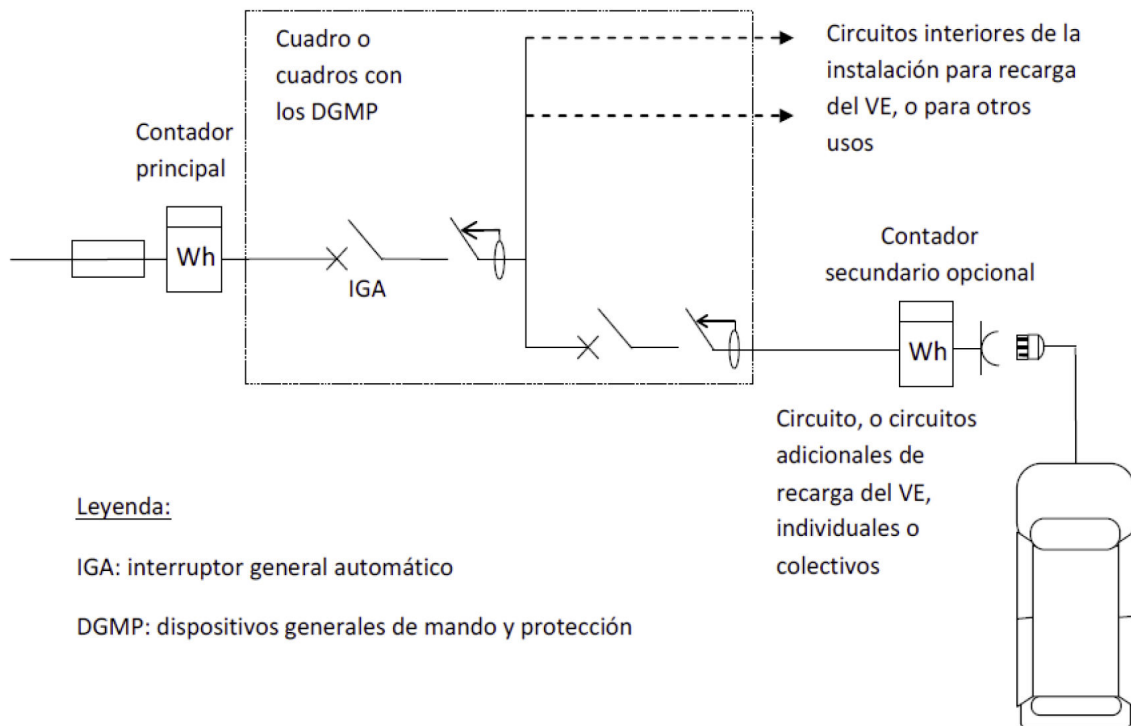 Cuadro o
cuadros con
los DGMP
Circuitos interiores de la
instalación para recarga
del VE, o para otros
usos
Contador
principal
Wh
IGA
Contador
secundario opcional
Wh
Circuito, o circuitos
adicionales de
recarga del VE,
individuales o
colectivos
Leyenda:
IGA: interruptor general automático
DGMP: dispositivos generales de mando y protección